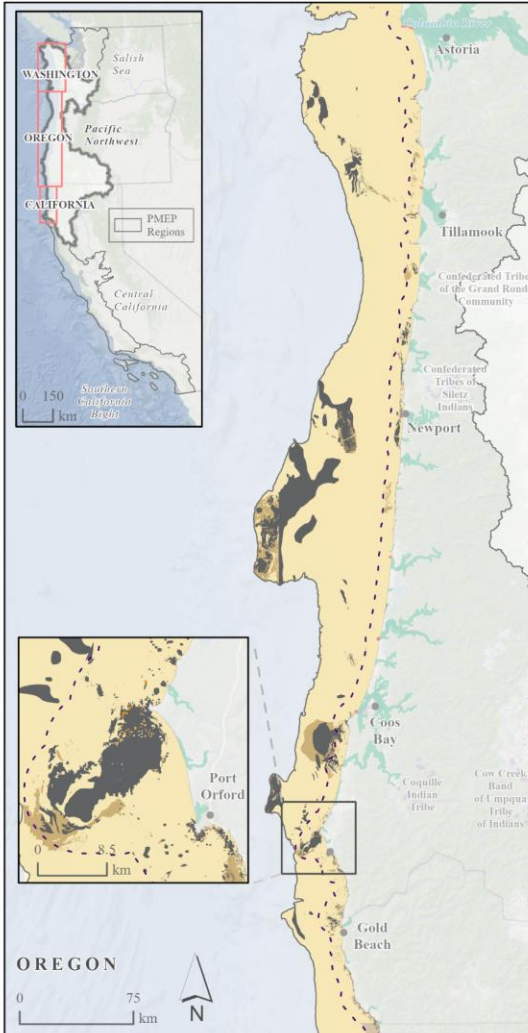 Columbia River
Astoria
Salish
Sea
WASHINGTON
Pacific
Northwest
OREGON
CALIFORNIA
PMEP
Regions
Central
California
Southern
California
Bight
0 150
km
Tillamook
Confederated Tribes
of the Grand Ronde
Community
Confederated
Tribes of
Siletz
Indians
Newport
Coos
Bay
Port
Orford
0 8.5
km
Coquille
Indian
Tribe
Cow Creek
Band
of Umpqua
Tribe
of Indians
Gold
Beach
OREGON
0 75
km
N